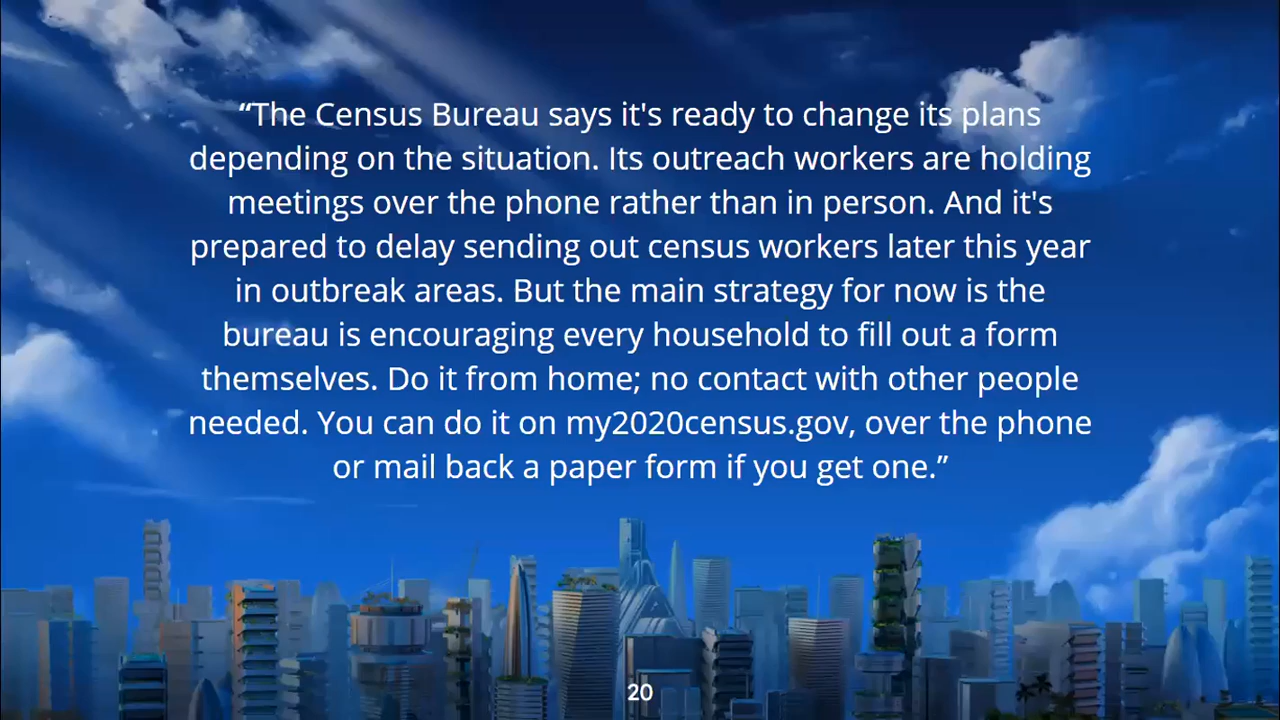 “The Census Bureau says it's ready to change its plans
depending on the situation. Its outreach workers are holding
meetings over the phone rather than in person. And it's
prepared to delay sending out census workers later this year
in outbreak areas. But the main strategy for now is the
bureau is encouraging every household to fill out a form
themselves. Do it from home; no contact with other people
needed. You can do it on my2020census.gov, over the phone
or mail back a paper form if you get one.”
20